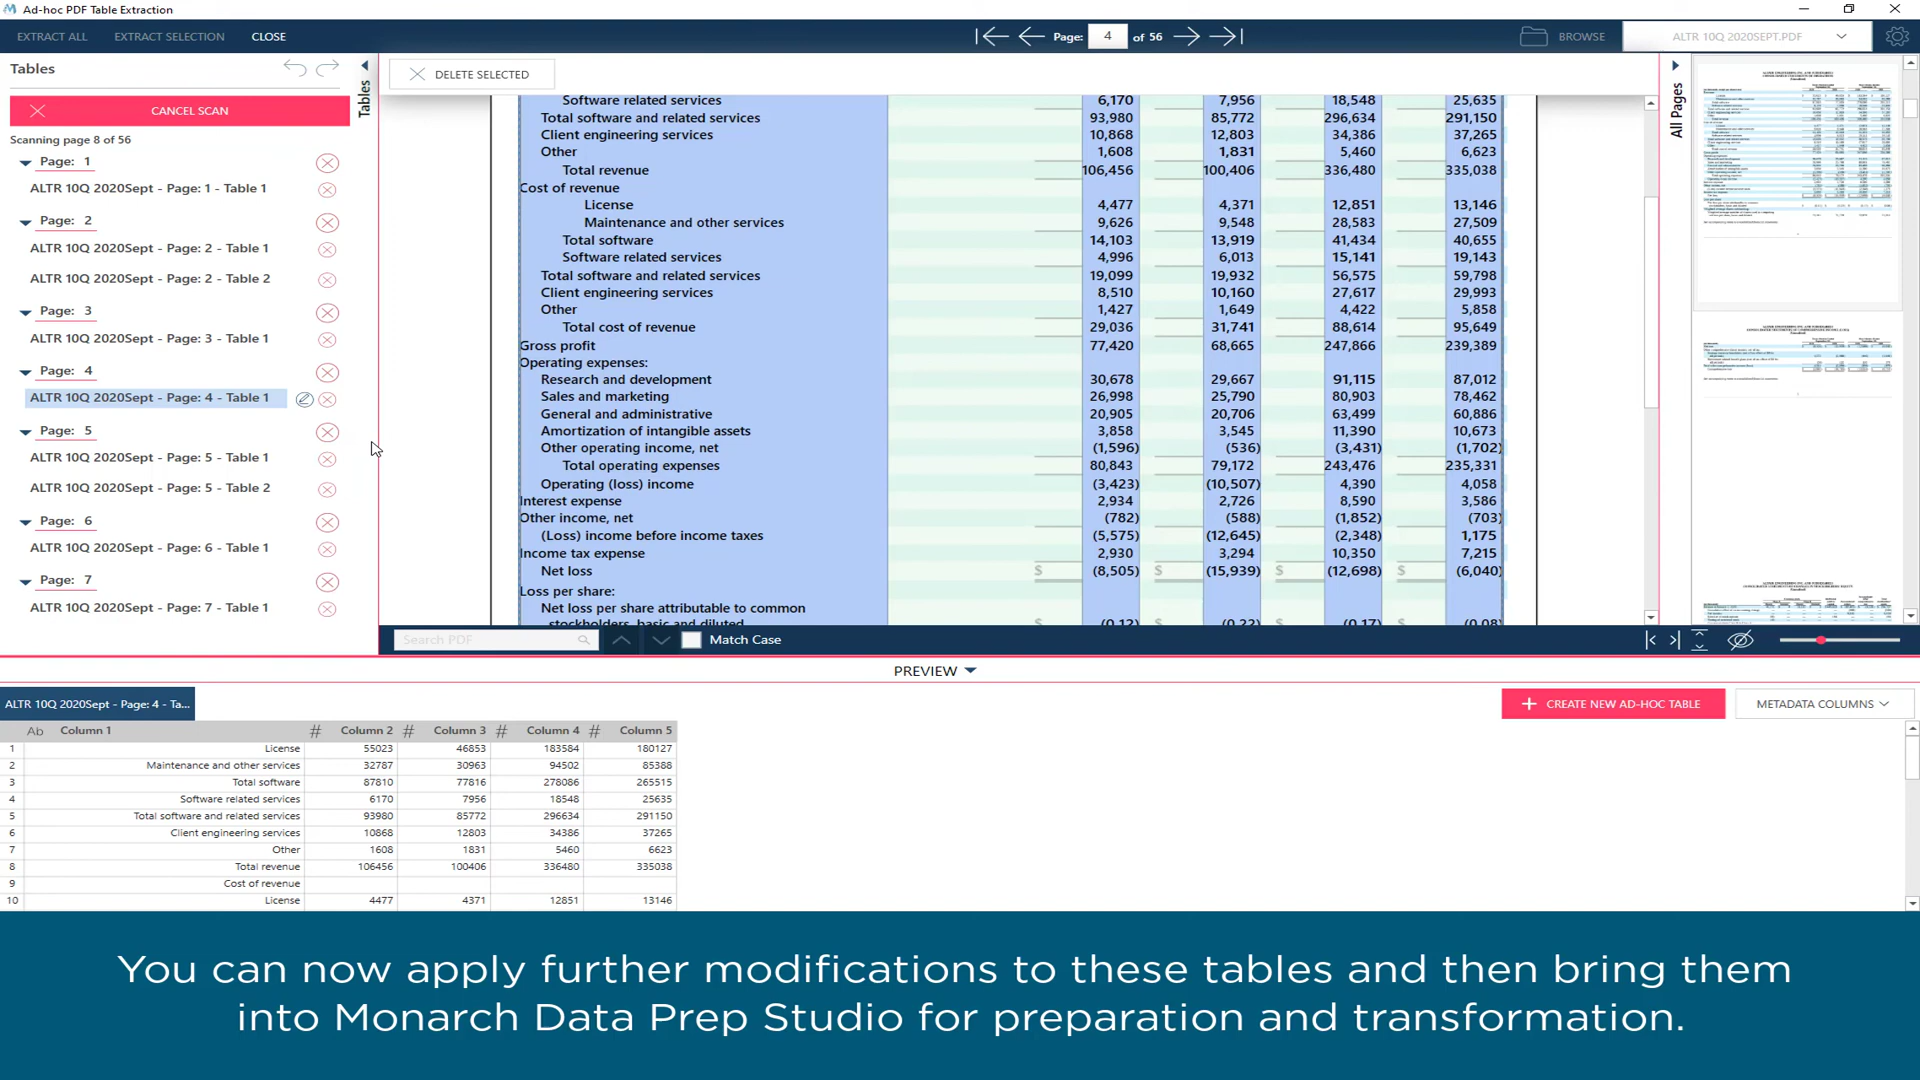 Ad-hoc PDF Table Extraction
EXTRACT ALL EXTRACT SELECTION CLOSE
Page: 4 of 56
BROWSE
ALTR 10Q 2020SEPT.PDF
Tables
CANCEL SCAN
Scanning page 8 of 56
Page: 1
ALTR 10Q 2020Sept - Page: 1 - Table 1
Page: 2
ALTR 10Q 2020Sept - Page: 2 - Table 1
ALTR 10Q 2020Sept - Page: 2 - Table 2
Page: 3
ALTR 10Q 2020Sept - Page: 3 - Table 1
Page: 4
ALTR 10Q 2020Sept - Page: 4 - Table 1
Page: 5
ALTR 10Q 2020Sept - Page: 5 - Table 1
ALTR 10Q 2020Sept - Page: 5 - Table 2
Page: 6
ALTR 10Q 2020Sept - Page: 6 - Table 1
Page: 7
ALTR 10Q 2020Sept - Page: 7 - Table 1
Tables
DELETE SELECTED
Software related services 6,170 7,956 18,548 25,635
Total software and related services 93,980 85,772 296,634 291,150
Client engineering services 10,868 12,803 34,386 37,265
Other 1,608 1,831 5,460 6,623
Total revenue 106,456 100,406 336,480 335,038
Cost of revenue
License 4,477 4,371 12,851 13,146
Maintenance and other services 9,626 9,548 28,583 27,509
Total software 14,103 13,919 41,434 40,655
Software related services 4,996 6,013 15,141 19,143
Total software and related services 19,099 19,932 56,575 59,798
Client engineering services 8,510 10,160 27,617 29,993
Other 1,427 1,649 4,422 5,858
Total cost of revenue 29,036 31,741 88,614 95,649
Gross profit 77,420 68,665 247,866 239,389
Operating expenses:
Research and development 30,678 29,667 91,115 87,012
Sales and marketing 26,998 25,790 80,903 78,462
General and administrative 20,905 20,706 63,499 60,886
Amortization of intangible assets 3,858 3,545 11,390 10,673
Other operating income, net (1,596) (536) (3,431) (1,702)
Total operating expenses 80,843 79,172 243,476 235,331
Operating (loss) income (3,423) (10,507) 4,390 4,058
Interest expense 2,934 2,726 8,590 3,586
Other income, net (782) (588) (1,852) (703)
(Loss) income before income taxes (5,575) (12,645) (2,348) 1,175
Income tax expense 2,930 3,294 10,350 7,215
Net loss $ (8,505) $ (15,939) $ (12,698) $ (6,040)
Loss per share:
Net loss per share attributable to common
stockholders, basic and diluted $ (0.12) $ (0.22) $ (0.17) $ (0.08)
All Pages
Search PDF
Match Case
PREVIEW
ALTR 10Q 2020Sept - Page: 4 - Ta...
CREATE NEW AD-HOC TABLE
METADATA COLUMNS
Ab Column 1 # Column 2 # Column 3 # Column 4 # Column 5
1 License 55023 46853 183584 180127
2 Maintenance and other services 32787 30963 94502 85388
3 Total software 87810 77816 278086 265515
4 Software related services 6170 7956 18548 25635
5 Total software and related services 93980 85772 296634 291150
6 Client engineering services 10868 12803 34386 37265
7 Other 1608 1831 5460 6623
8 Total revenue 106456 100406 336480 335038
9 Cost of revenue
10 License 4477 4371 12851 13146
You can now apply further modifications to these tables and then bring them
into Monarch Data Prep Studio for preparation and transformation.